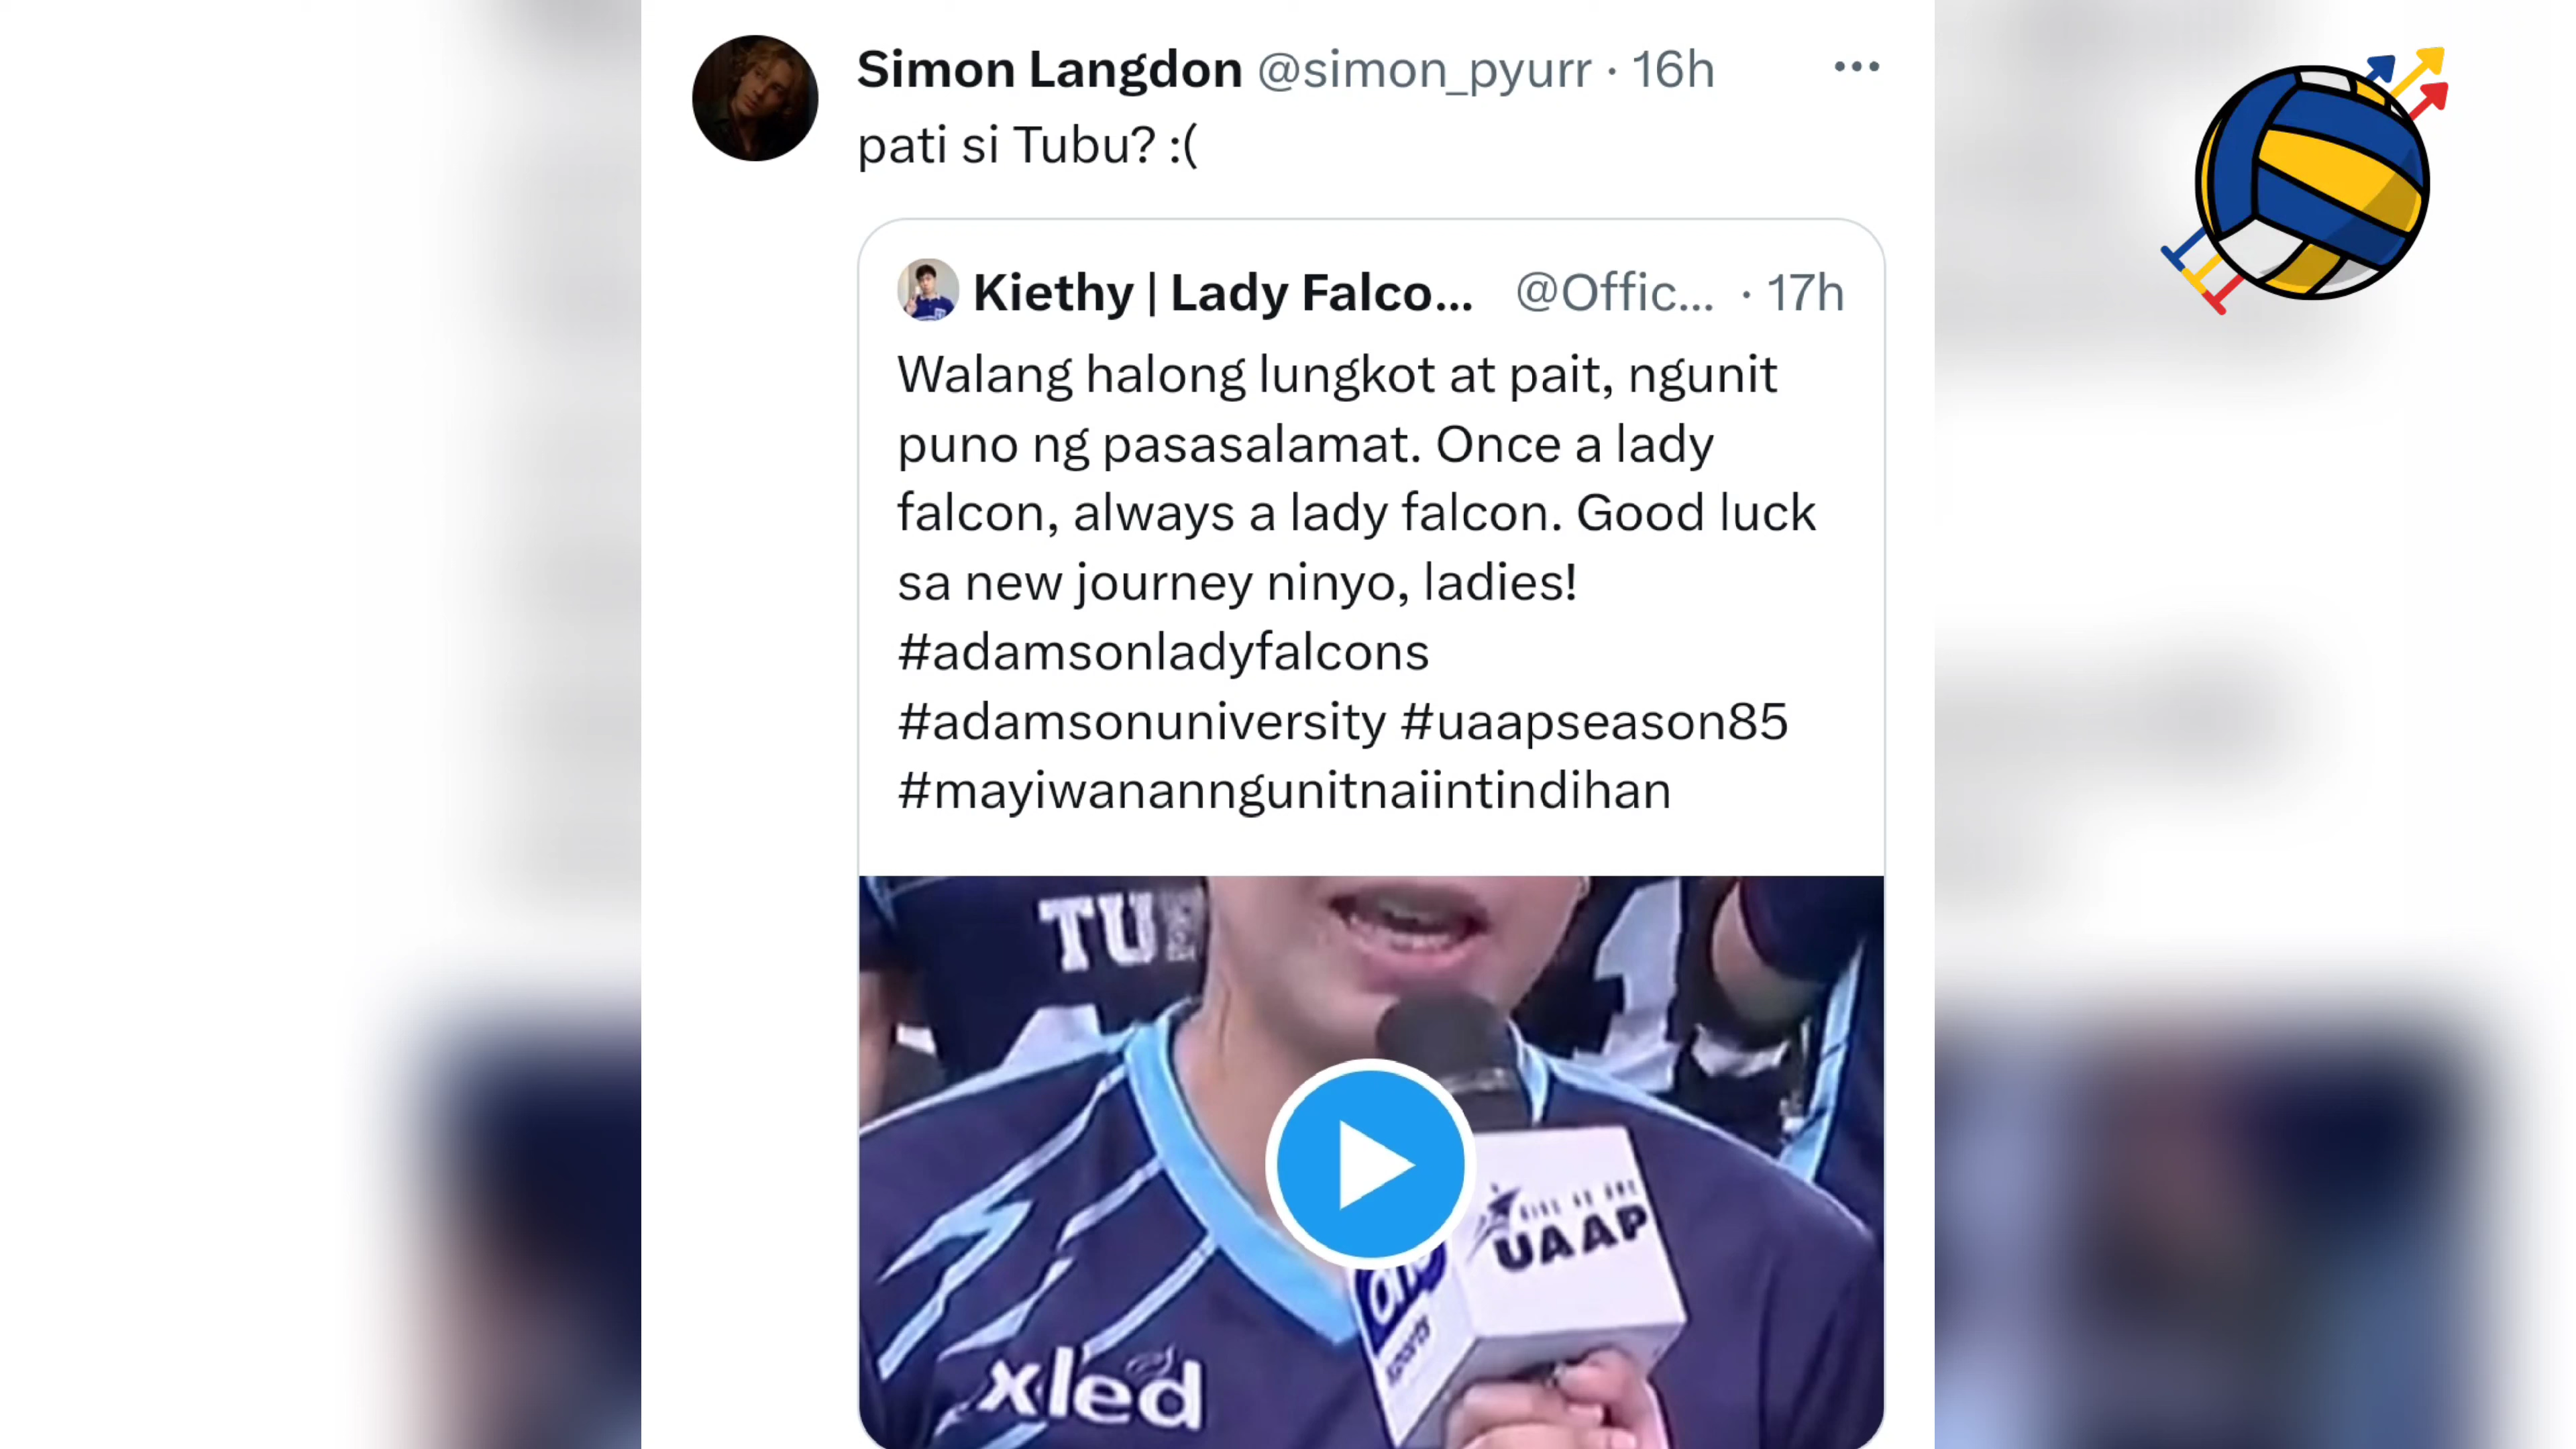 Simon Langdon @simon_pyurr · 16h
pati si Tubu? :(
Kiethy | Lady Falco... @Offic... · 17h
Walang halong lungkot at pait, ngunit
puno ng pasasalamat. Once a lady
falcon, always a lady falcon. Good luck
sa new journey ninyo, ladies!
#adamsonladyfalcons
#adamsonuniversity #uaapseason85
#mayiwananngunitnaiintindihan
TU
1
UAAP
sports
xled